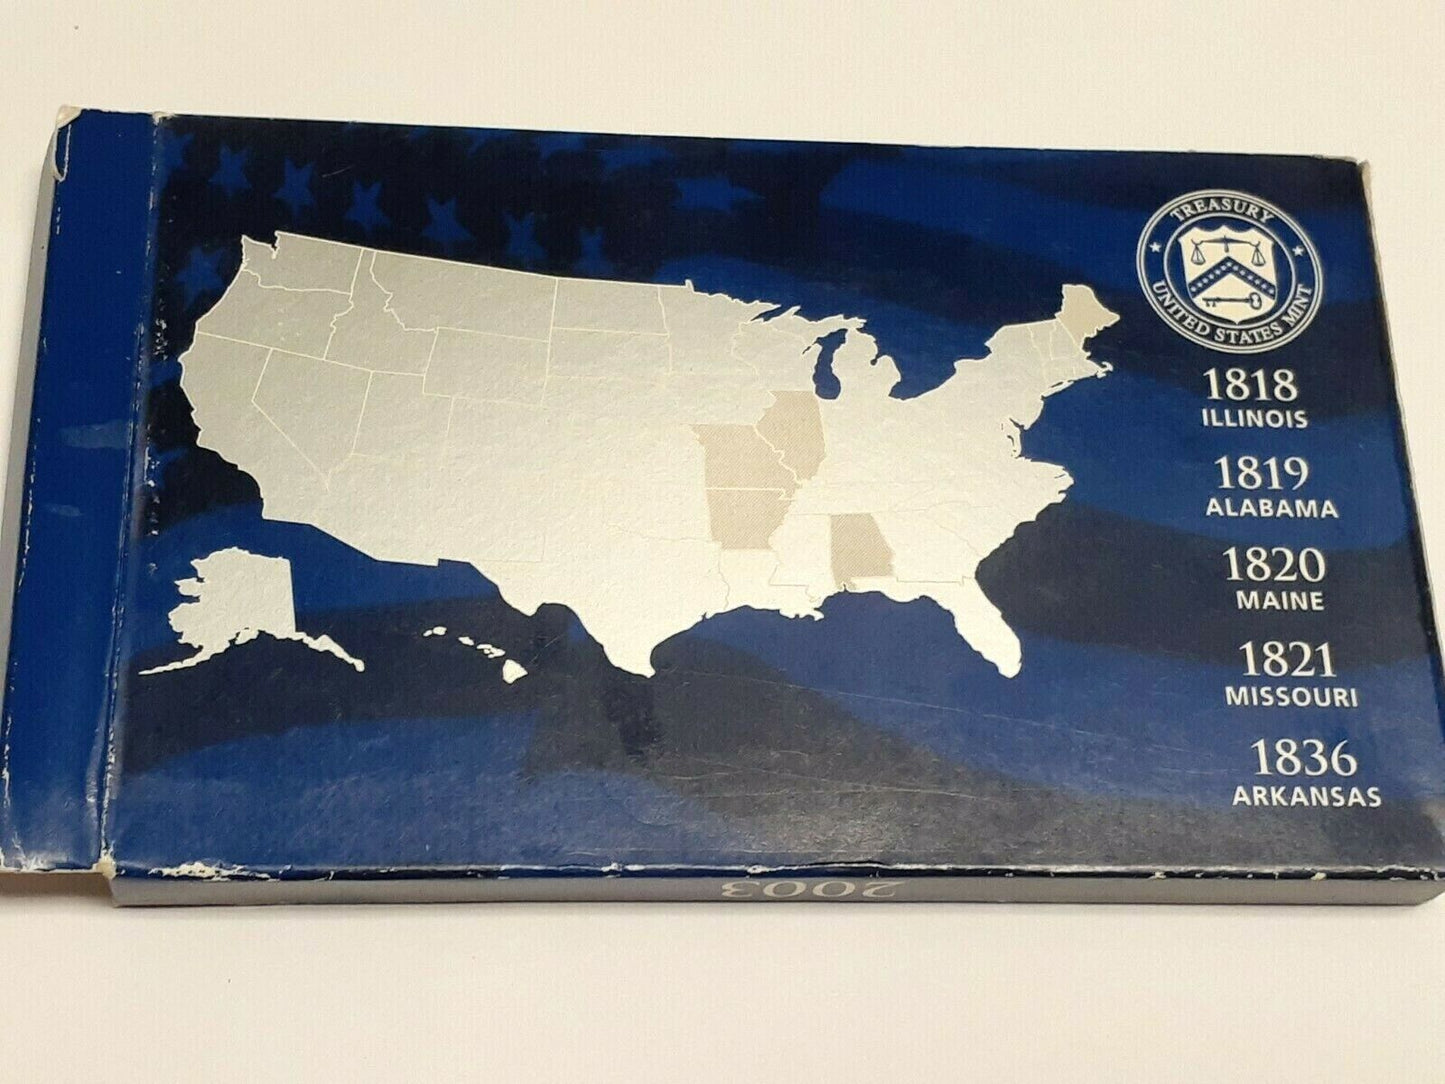 TREASURY
UNITED STATES MINT
1818
ILLINOIS
1819
ALABAMA
1820
MAINE
1821
MISSOURI
1836
ARKANSAS
2003